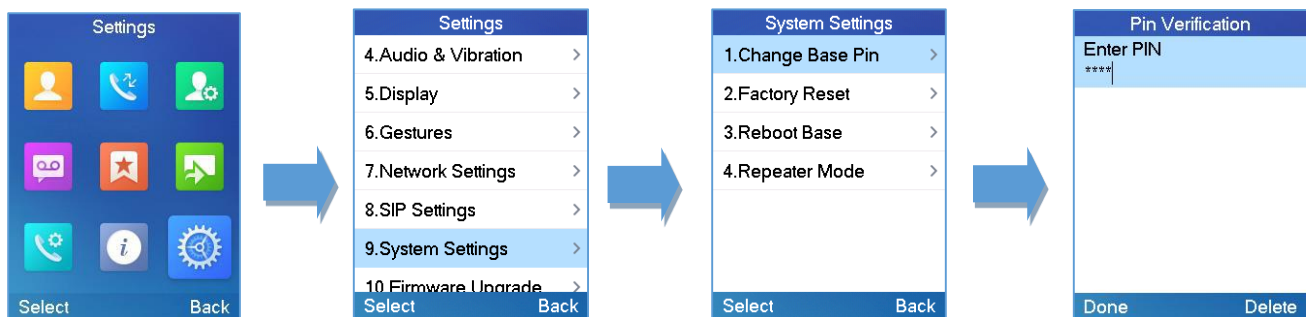 Settings
Select Back
Settings
4.Audio & Vibration
5.Display
6.Gestures
7.Network Settings
8.SIP Settings
9.System Settings
10.Firmware Upgrade
Select Back
System Settings
1.Change Base Pin
2.Factory Reset
3.Reboot Base
4.Repeater Mode
Select Back
Pin Verification
Enter PIN
****
Done Delete